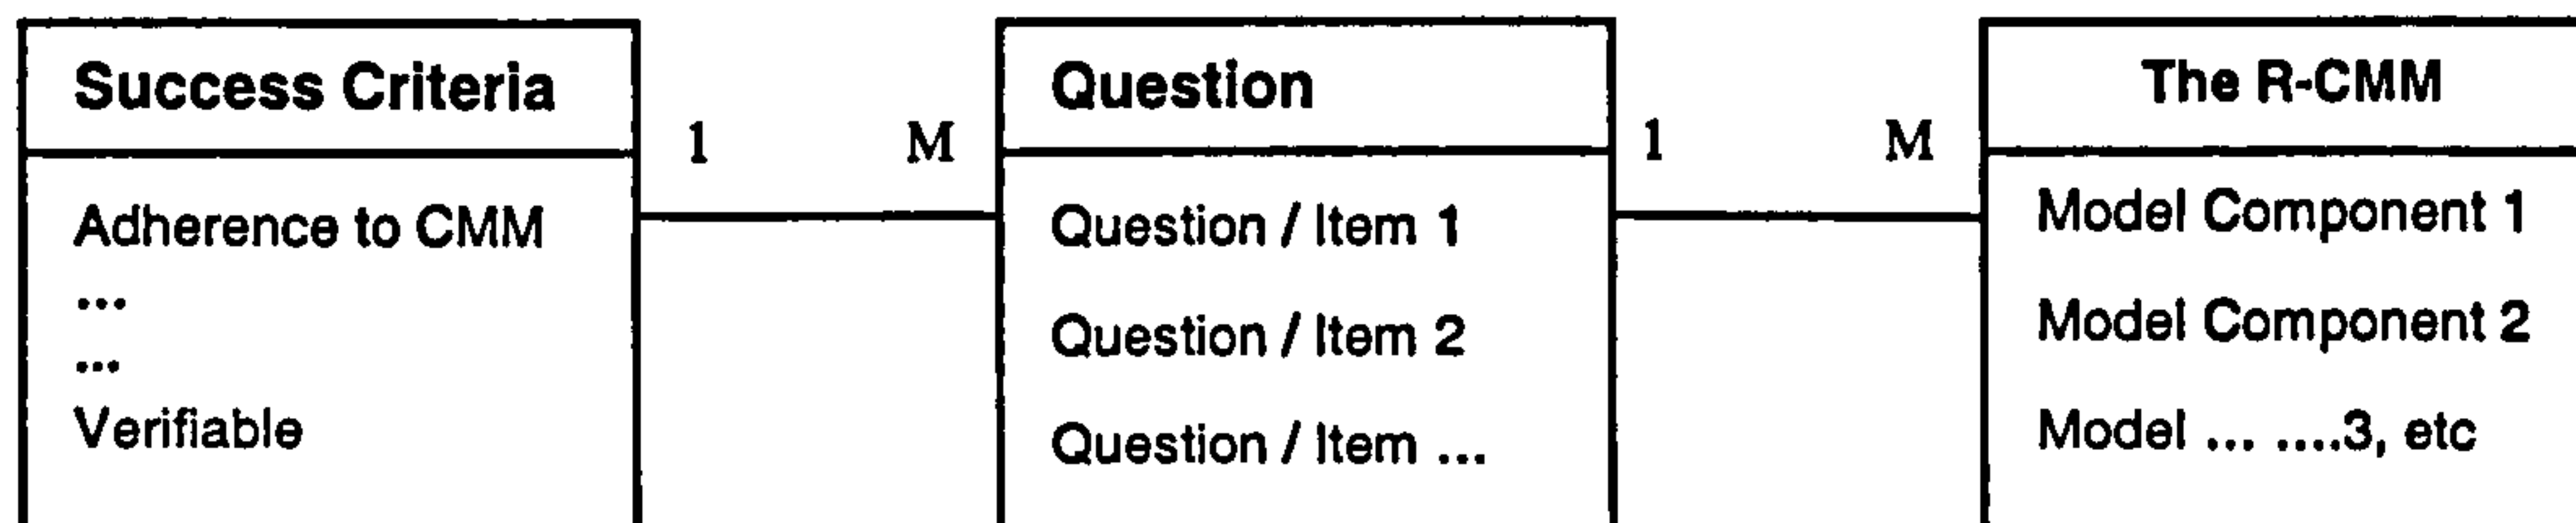 Success Criteria
Adherence to CMM
...
...
Verifiable
1
M
Question
Question / Item 1
Question / Item 2
Question / Item ...
1
M
The R-CMM
Model Component 1
Model Component 2
Model ... ....3, etc